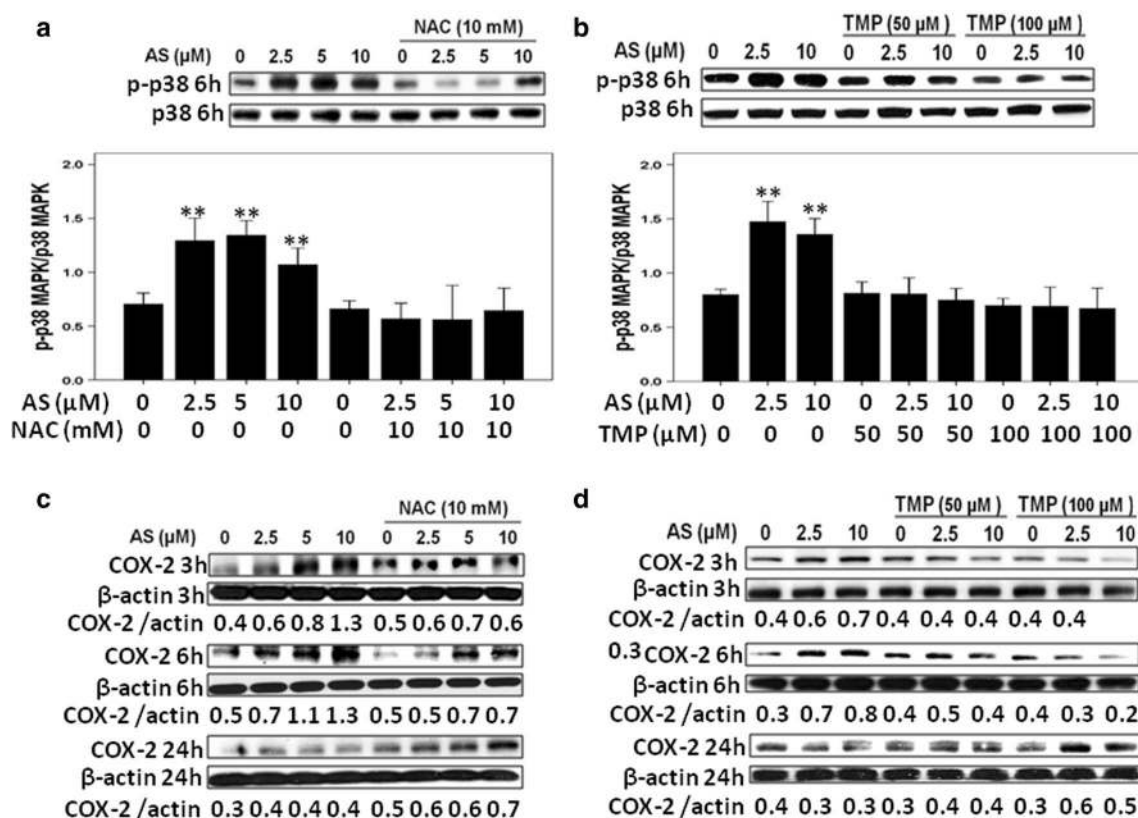 a
NAC (10 mM)
AS (μM) 0 2.5 5 10 0 2.5 5 10
p-p38 6h
p38 6h
p-p38 MAPK/p38 MAPK
2.0
1.5
1.0
0.5
0.0
** ** **
AS (μM) 0 2.5 5 10 0 2.5 5 10
NAC (mM) 0 0 0 0 10 10 10
b
TMP (50 μM) TMP (100 μM)
AS (μM) 0 2.5 10 0 2.5 10 0 2.5 10
p-p38 6h
p38 6h
p-p38 MAPK/p38 MAPK
2.0
1.5
1.0
0.5
0.0
** **
AS (μM) 0 2.5 10 0 2.5 10 0 2.5 10
TMP (μM) 0 0 0 50 50 50 100 100 100
c
NAC (10 mM)
AS (μM) 0 2.5 5 10 0 2.5 5 10
COX-2 3h
β-actin 3h
COX-2 /actin 0.4 0.6 0.8 1.3 0.5 0.6 0.7 0.6
COX-2 6h
β-actin 6h
COX-2 /actin 0.5 0.7 1.1 1.3 0.5 0.5 0.7 0.7
COX-2 24h
β-actin 24h
COX-2 /actin 0.3 0.4 0.4 0.4 0.5 0.6 0.6 0.7
d
TMP (50 μM) TMP (100 μM)
AS (μM) 0 2.5 10 0 2.5 10 0 2.5 10
COX-2 3h
β-actin 3h
COX-2 /actin 0.4 0.6 0.7 0.4 0.4 0.4 0.4 0.4
0.3 COX-2 6h
β-actin 6h
COX-2 /actin 0.3 0.7 0.8 0.4 0.5 0.4 0.4 0.3 0.2
COX-2 24h
β-actin 24h
COX-2 /actin 0.4 0.3 0.3 0.3 0.4 0.4 0.3 0.6 0.5